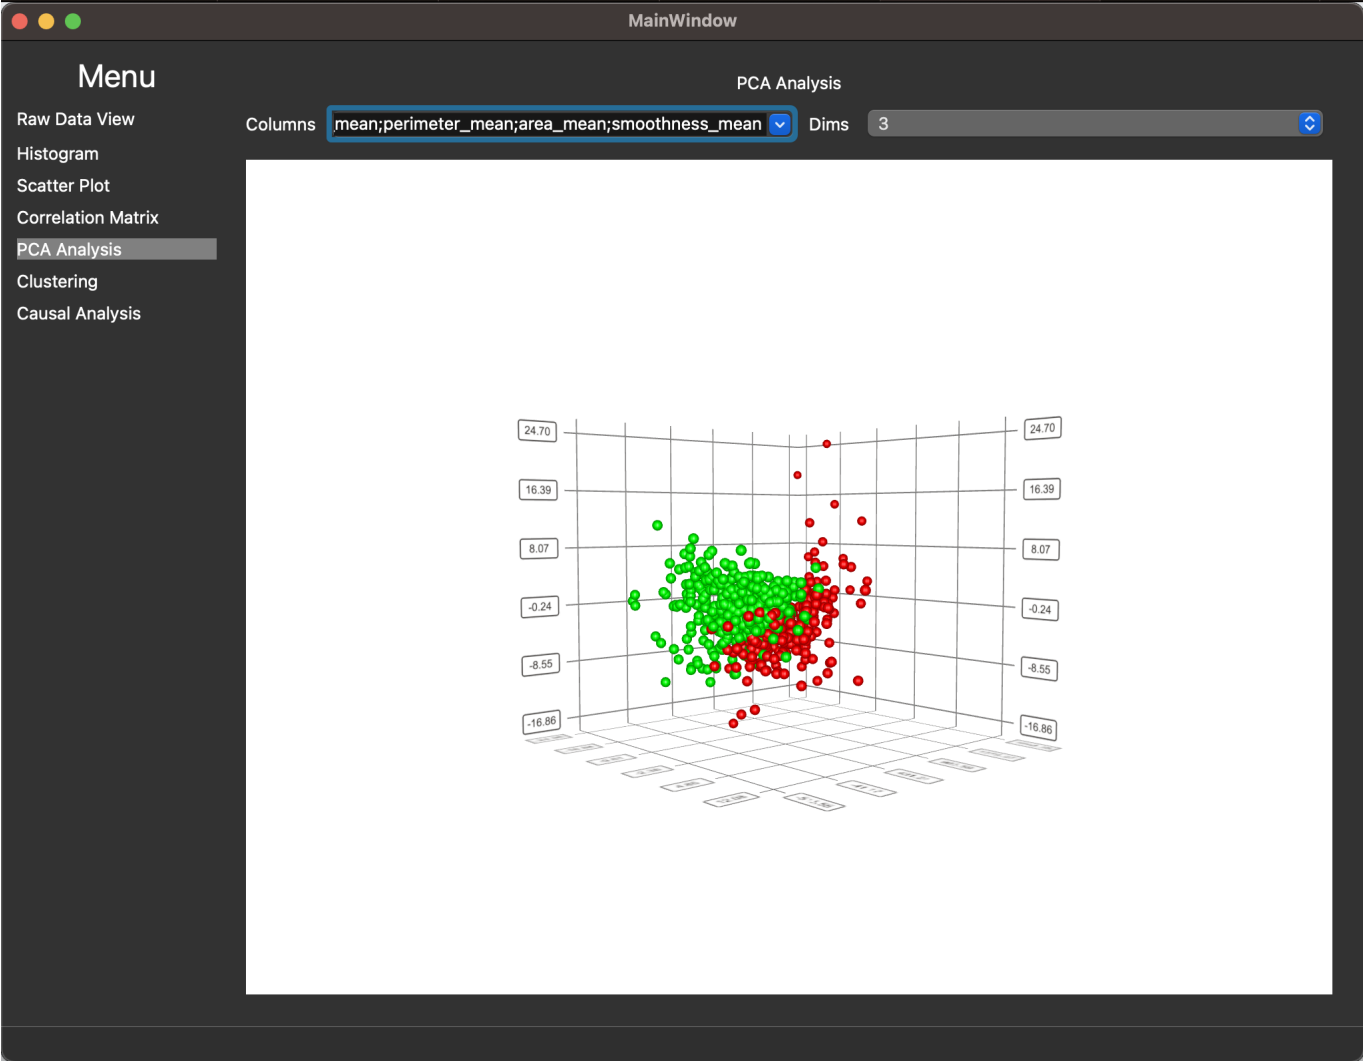 MainWindow
Menu
PCA Analysis
Raw Data View
Columns
mean;perimeter_mean;area_mean;smoothness_mean
Dims
3
Histogram
Scatter Plot
Correlation Matrix
PCA Analysis
Clustering
Causal Analysis
24.70
24.70
16.39
16.39
8.07
8.07
-0.24
-0.24
-8.55
-8.55
-16.86
-16.86